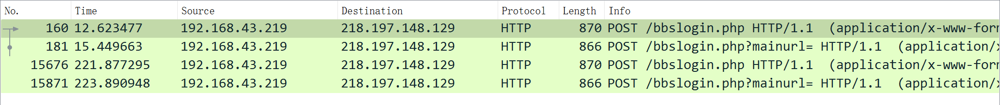 No. Time Source Destination Protocol Length Info
160 12.623477 192.168.43.219 218.197.148.129 HTTP 870 POST /bbslogin.php HTTP/1.1 (application/x-www-for
181 15.449663 192.168.43.219 218.197.148.129 HTTP 866 POST /bbslogin.php?mainurl= HTTP/1.1 (application/
15676 221.877295 192.168.43.219 218.197.148.129 HTTP 870 POST /bbslogin.php HTTP/1.1 (application/x-www-for
15871 223.890948 192.168.43.219 218.197.148.129 HTTP 866 POST /bbslogin.php?mainurl= HTTP/1.1 (application/